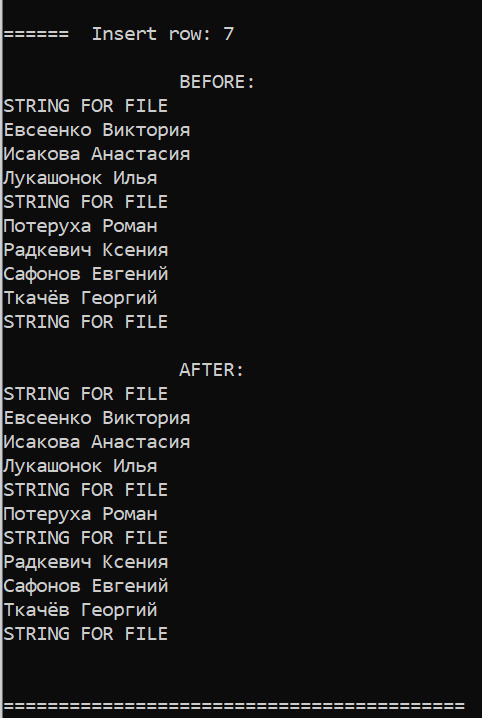 ======  Insert row: 7
BEFORE:
STRING FOR FILE
Евсеенко Виктория
Исакова Анастасия
Лукашонок Илья
STRING FOR FILE
Потеруха Роман
Радкевич Ксения
Сафонов Евгений
Ткачёв Георгий
STRING FOR FILE
AFTER:
STRING FOR FILE
Евсеенко Виктория
Исакова Анастасия
Лукашонок Илья
STRING FOR FILE
Потеруха Роман
STRING FOR FILE
Радкевич Ксения
Сафонов Евгений
Ткачёв Георгий
STRING FOR FILE
==========================================